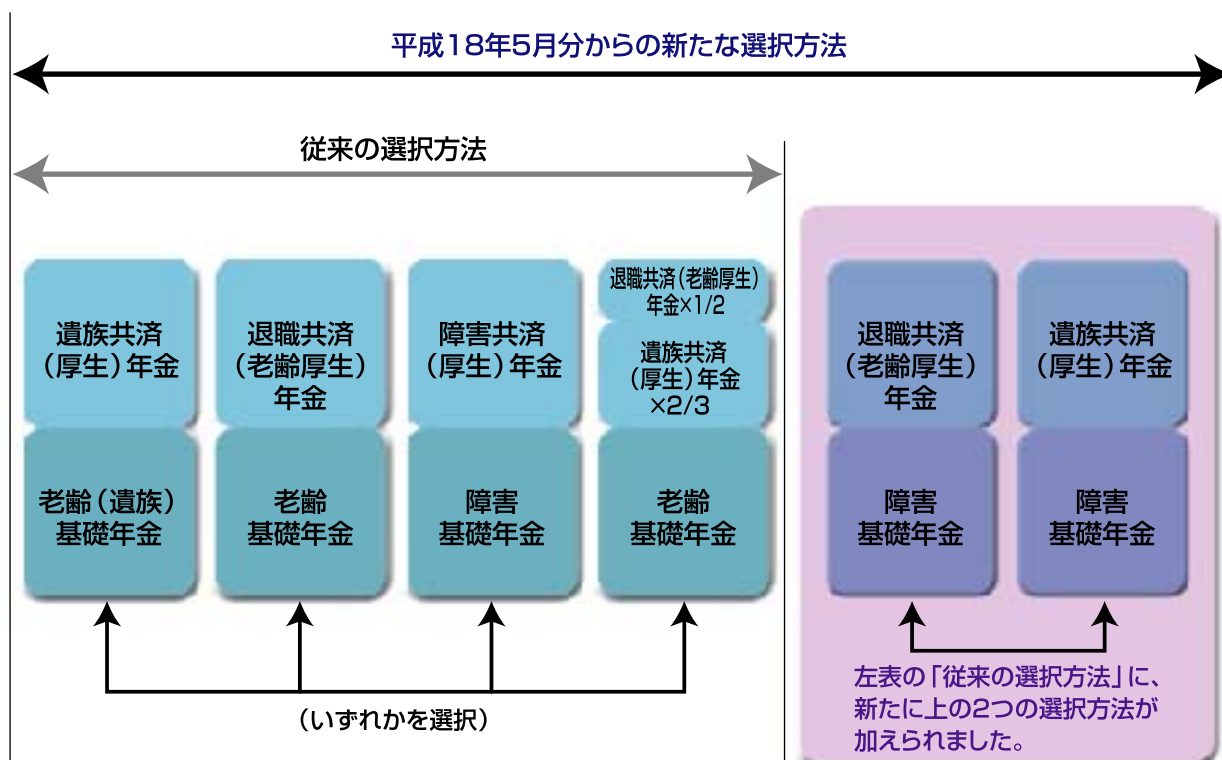 平成18年5月分からの新たな選択方法
従来の選択方法
遺族共済
（厚生）年金
老齢（遺族）
基礎年金
退職共済
（老齢厚生）
年金
老齢
基礎年金
障害共済
（厚生）年金
障害
基礎年金
退職共済（老齢厚生）
年金×1/2
遺族共済
（厚生）年金
×2/3
老齢
基礎年金
（いずれかを選択）
退職共済
（老齢厚生）
年金
障害
基礎年金
遺族共済
（厚生）年金
障害
基礎年金
左表の「従来の選択方法」に、
新たに上の2つの選択方法が
加えられました。